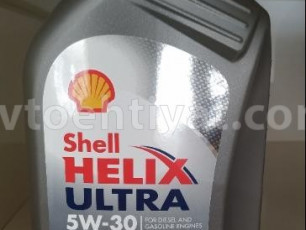 Shell
HELIX
ULTRA
5W-30
FOR DIESEL AND
GASOLINE ENGINES